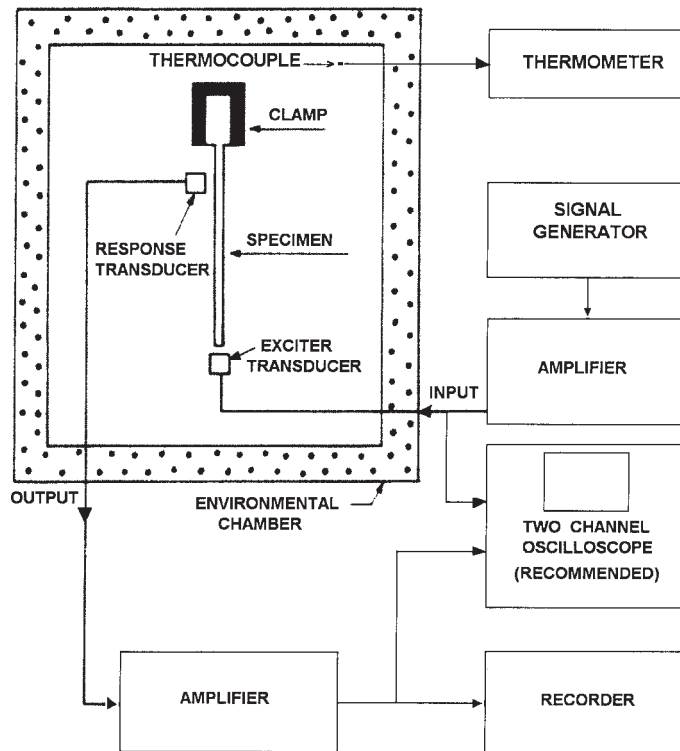 THERMOCOUPLE
THERMOMETER
CLAMP
SIGNAL
GENERATOR
RESPONSE
TRANSDUCER
SPECIMEN
EXCITER
TRANSDUCER
AMPLIFIER
INPUT
OUTPUT
ENVIRONMENTAL
CHAMBER
TWO CHANNEL
OSCILLOSCOPE
(RECOMMENDED)
AMPLIFIER
RECORDER